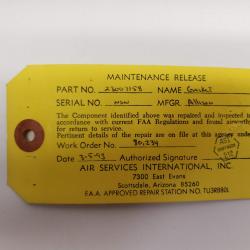 MAINTENANCE RELEASE
PART NO. 23007158 NAME Gasket
SERIAL NO. NSN MFGR. Allison
The Component identified above was repaired and inspected in
accordance with current FAA Regulations and found airworthy
for return to service.
Pertinent details of the repair are on file at this agency under
Work Order No. 80,234
Date 3-5-93 Authorized Signature
AIR SERVICES INTERNATIONAL, INC.
7300 East Evans
Scottsdale, Arizona 85260
F.A.A. APPROVED REPAIR STATION NO. TU3R880L
ASI